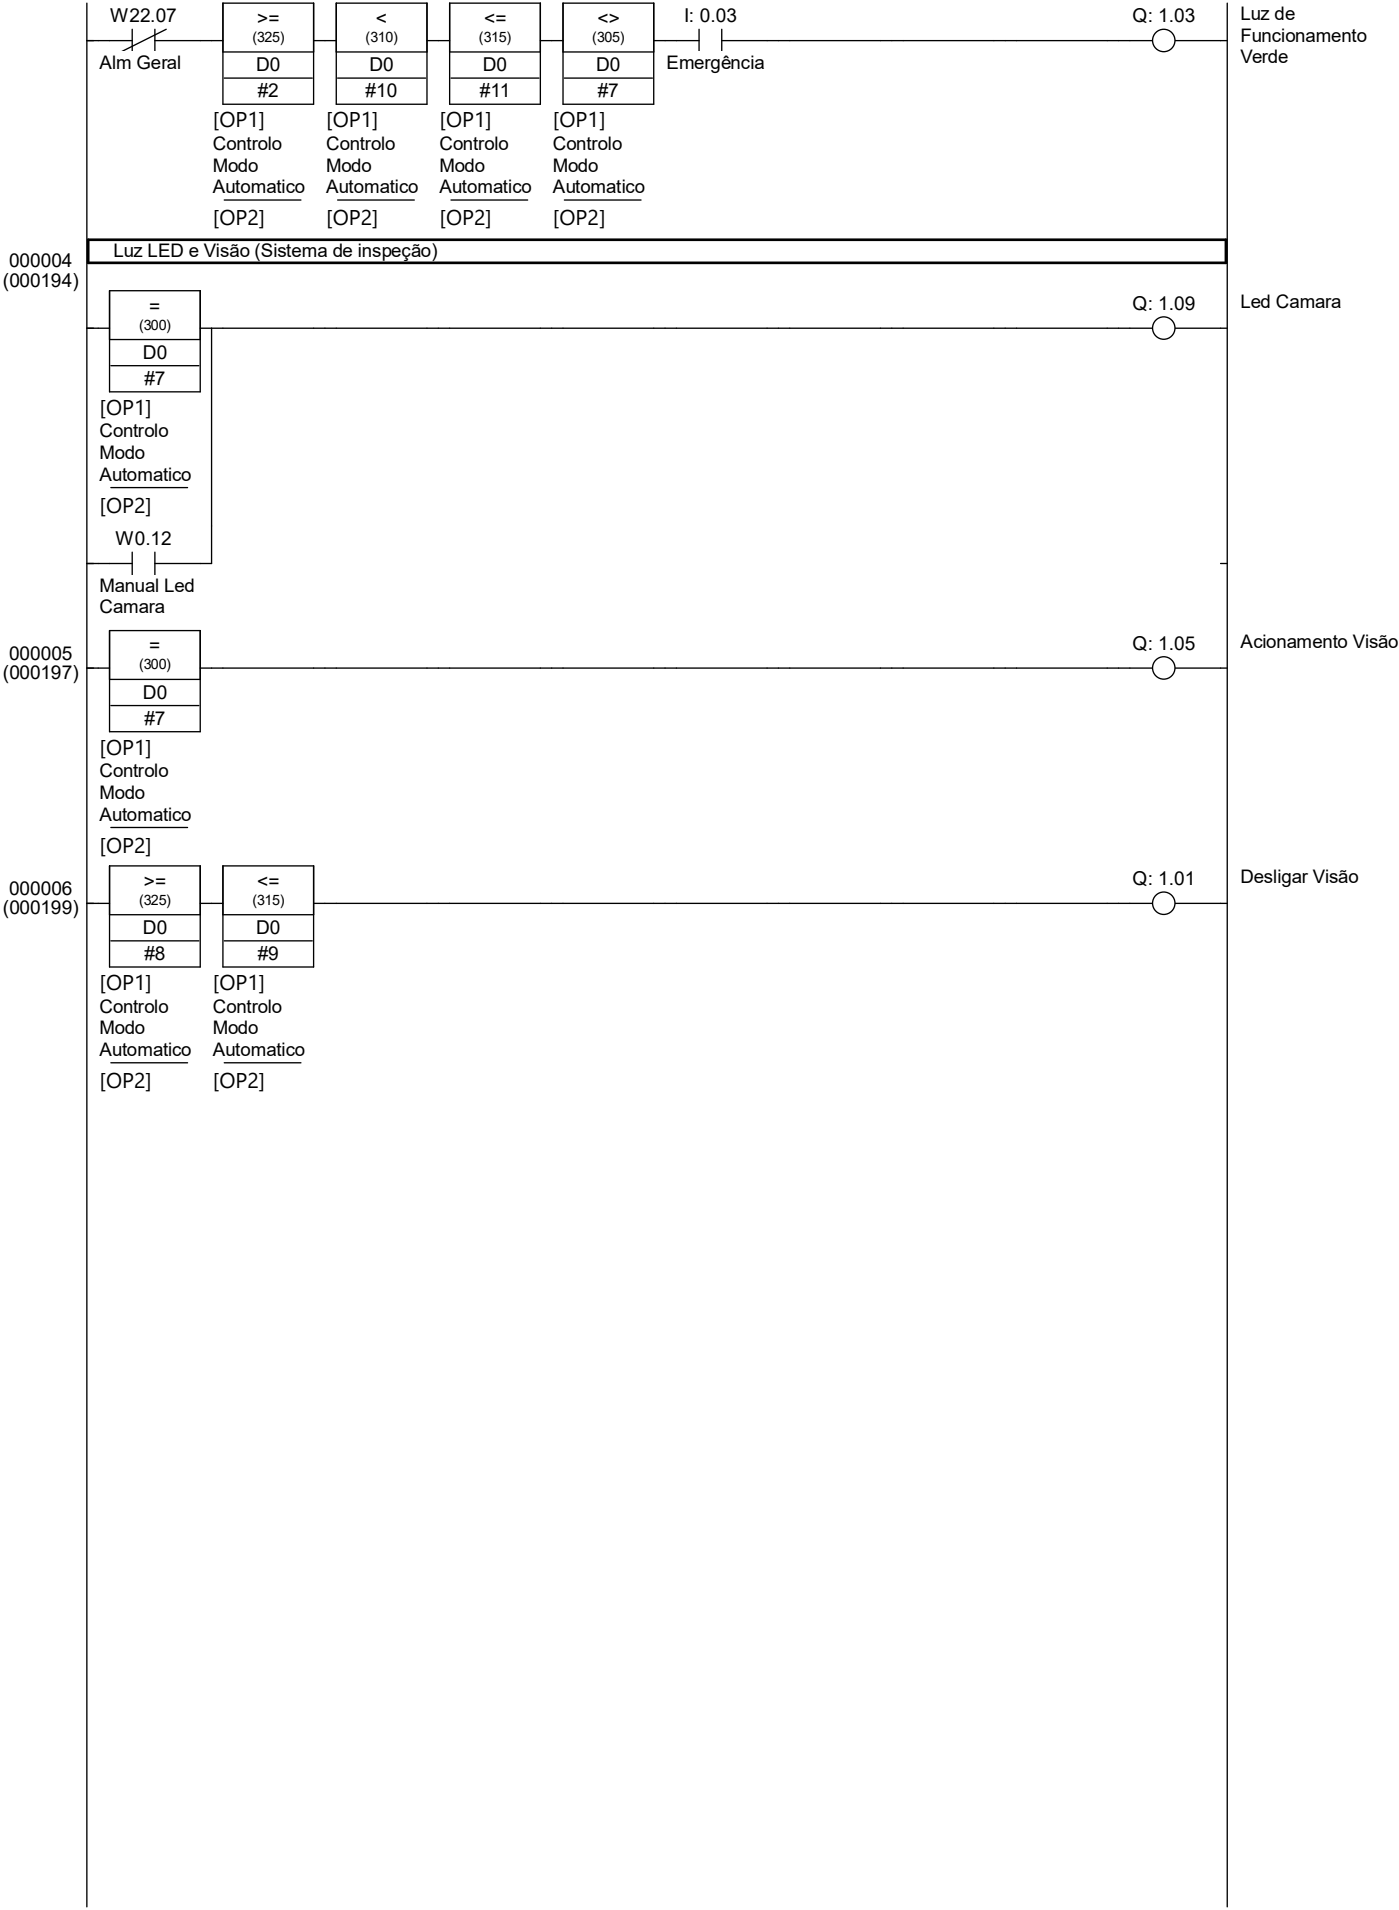 W22.07 >= < <= <> I: 0.03 Q: 1.03 Luz de
(325) (310) (315) (305) Funcionamento
Alm Geral D0 D0 D0 D0 Emergência Verde
#2 #10 #11 #7
[OP1] [OP1] [OP1] [OP1]
Controlo Controlo Controlo Controlo
Modo Modo Modo Modo
Automatico Automatico Automatico Automatico
[OP2] [OP2] [OP2] [OP2]
000004 Luz LED e Visão (Sistema de inspeção)
(000194)
= Q: 1.09 Led Camara
(300)
D0
#7
[OP1]
Controlo
Modo
Automatico
[OP2]
W0.12
Manual Led
Camara
000005 = Q: 1.05 Acionamento Visão
(000197) (300)
D0
#7
[OP1]
Controlo
Modo
Automatico
[OP2]
000006 >= <= Q: 1.01 Desligar Visão
(000199) (325) (315)
D0 D0
#8 #9
[OP1] [OP1]
Controlo Controlo
Modo Modo
Automatico Automatico
[OP2] [OP2]